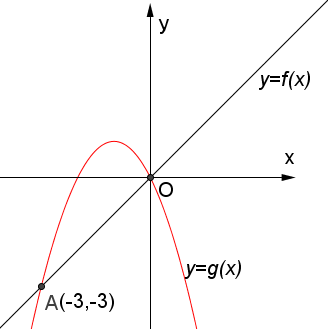 y
y=f(x)
x
O
y=g(x)
A(-3,-3)